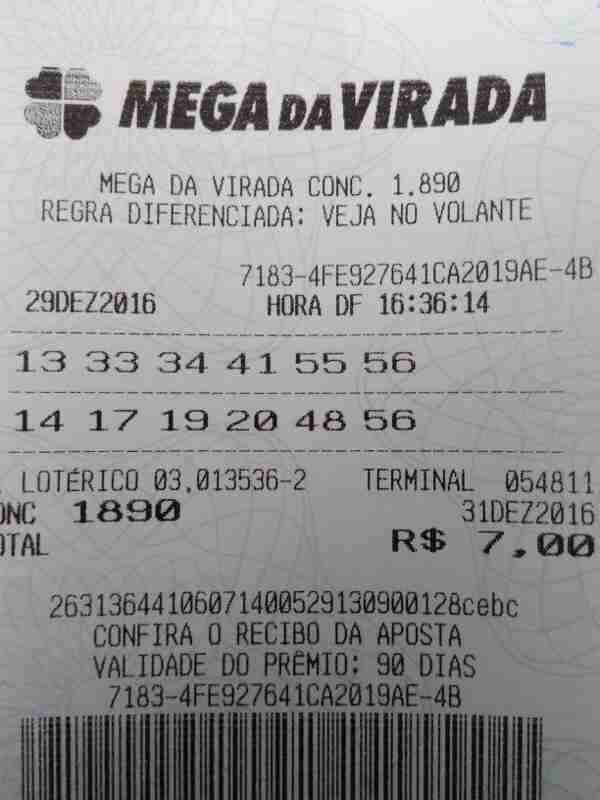 MEGA DA VIRADA
MEGA DA VIRADA CONC. 1.890
REGRA DIFERENCIADA: VEJA NO VOLANTE
7183-4FE927641CA2019AE-4B
29DEZ2016 HORA DF 16:36:14
13 33 34 41 55 56
14 17 19 20 48 56
. LOTÉRICO 03,013536-2 TERMINAL 054811
ONC 1890 31DEZ2016
OTAL R$ 7,00
26313644106071400529130900128cebc
CONFIRA O RECIBO DA APOSTA
VALIDADE DO PRÊMIO: 90 DIAS
7183-4FE927641CA2019AE-4B